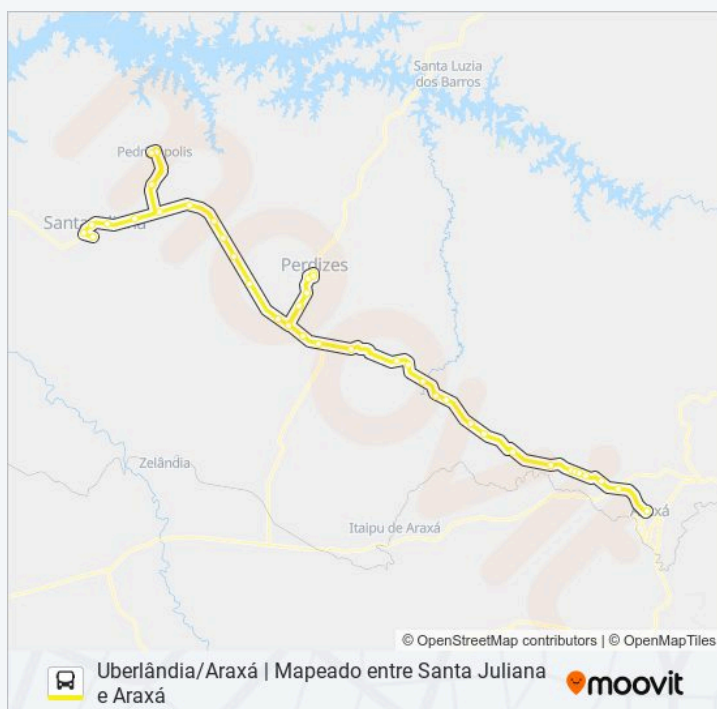 Santa Luzia
dos Barros
Perdizes
Zelândia
Itaipu de Araxá
© OpenStreetMap contributors | © OpenMapTiles
Uberlândia/Araxá | Mapeado entre Santa Juliana
e Araxá
moovit